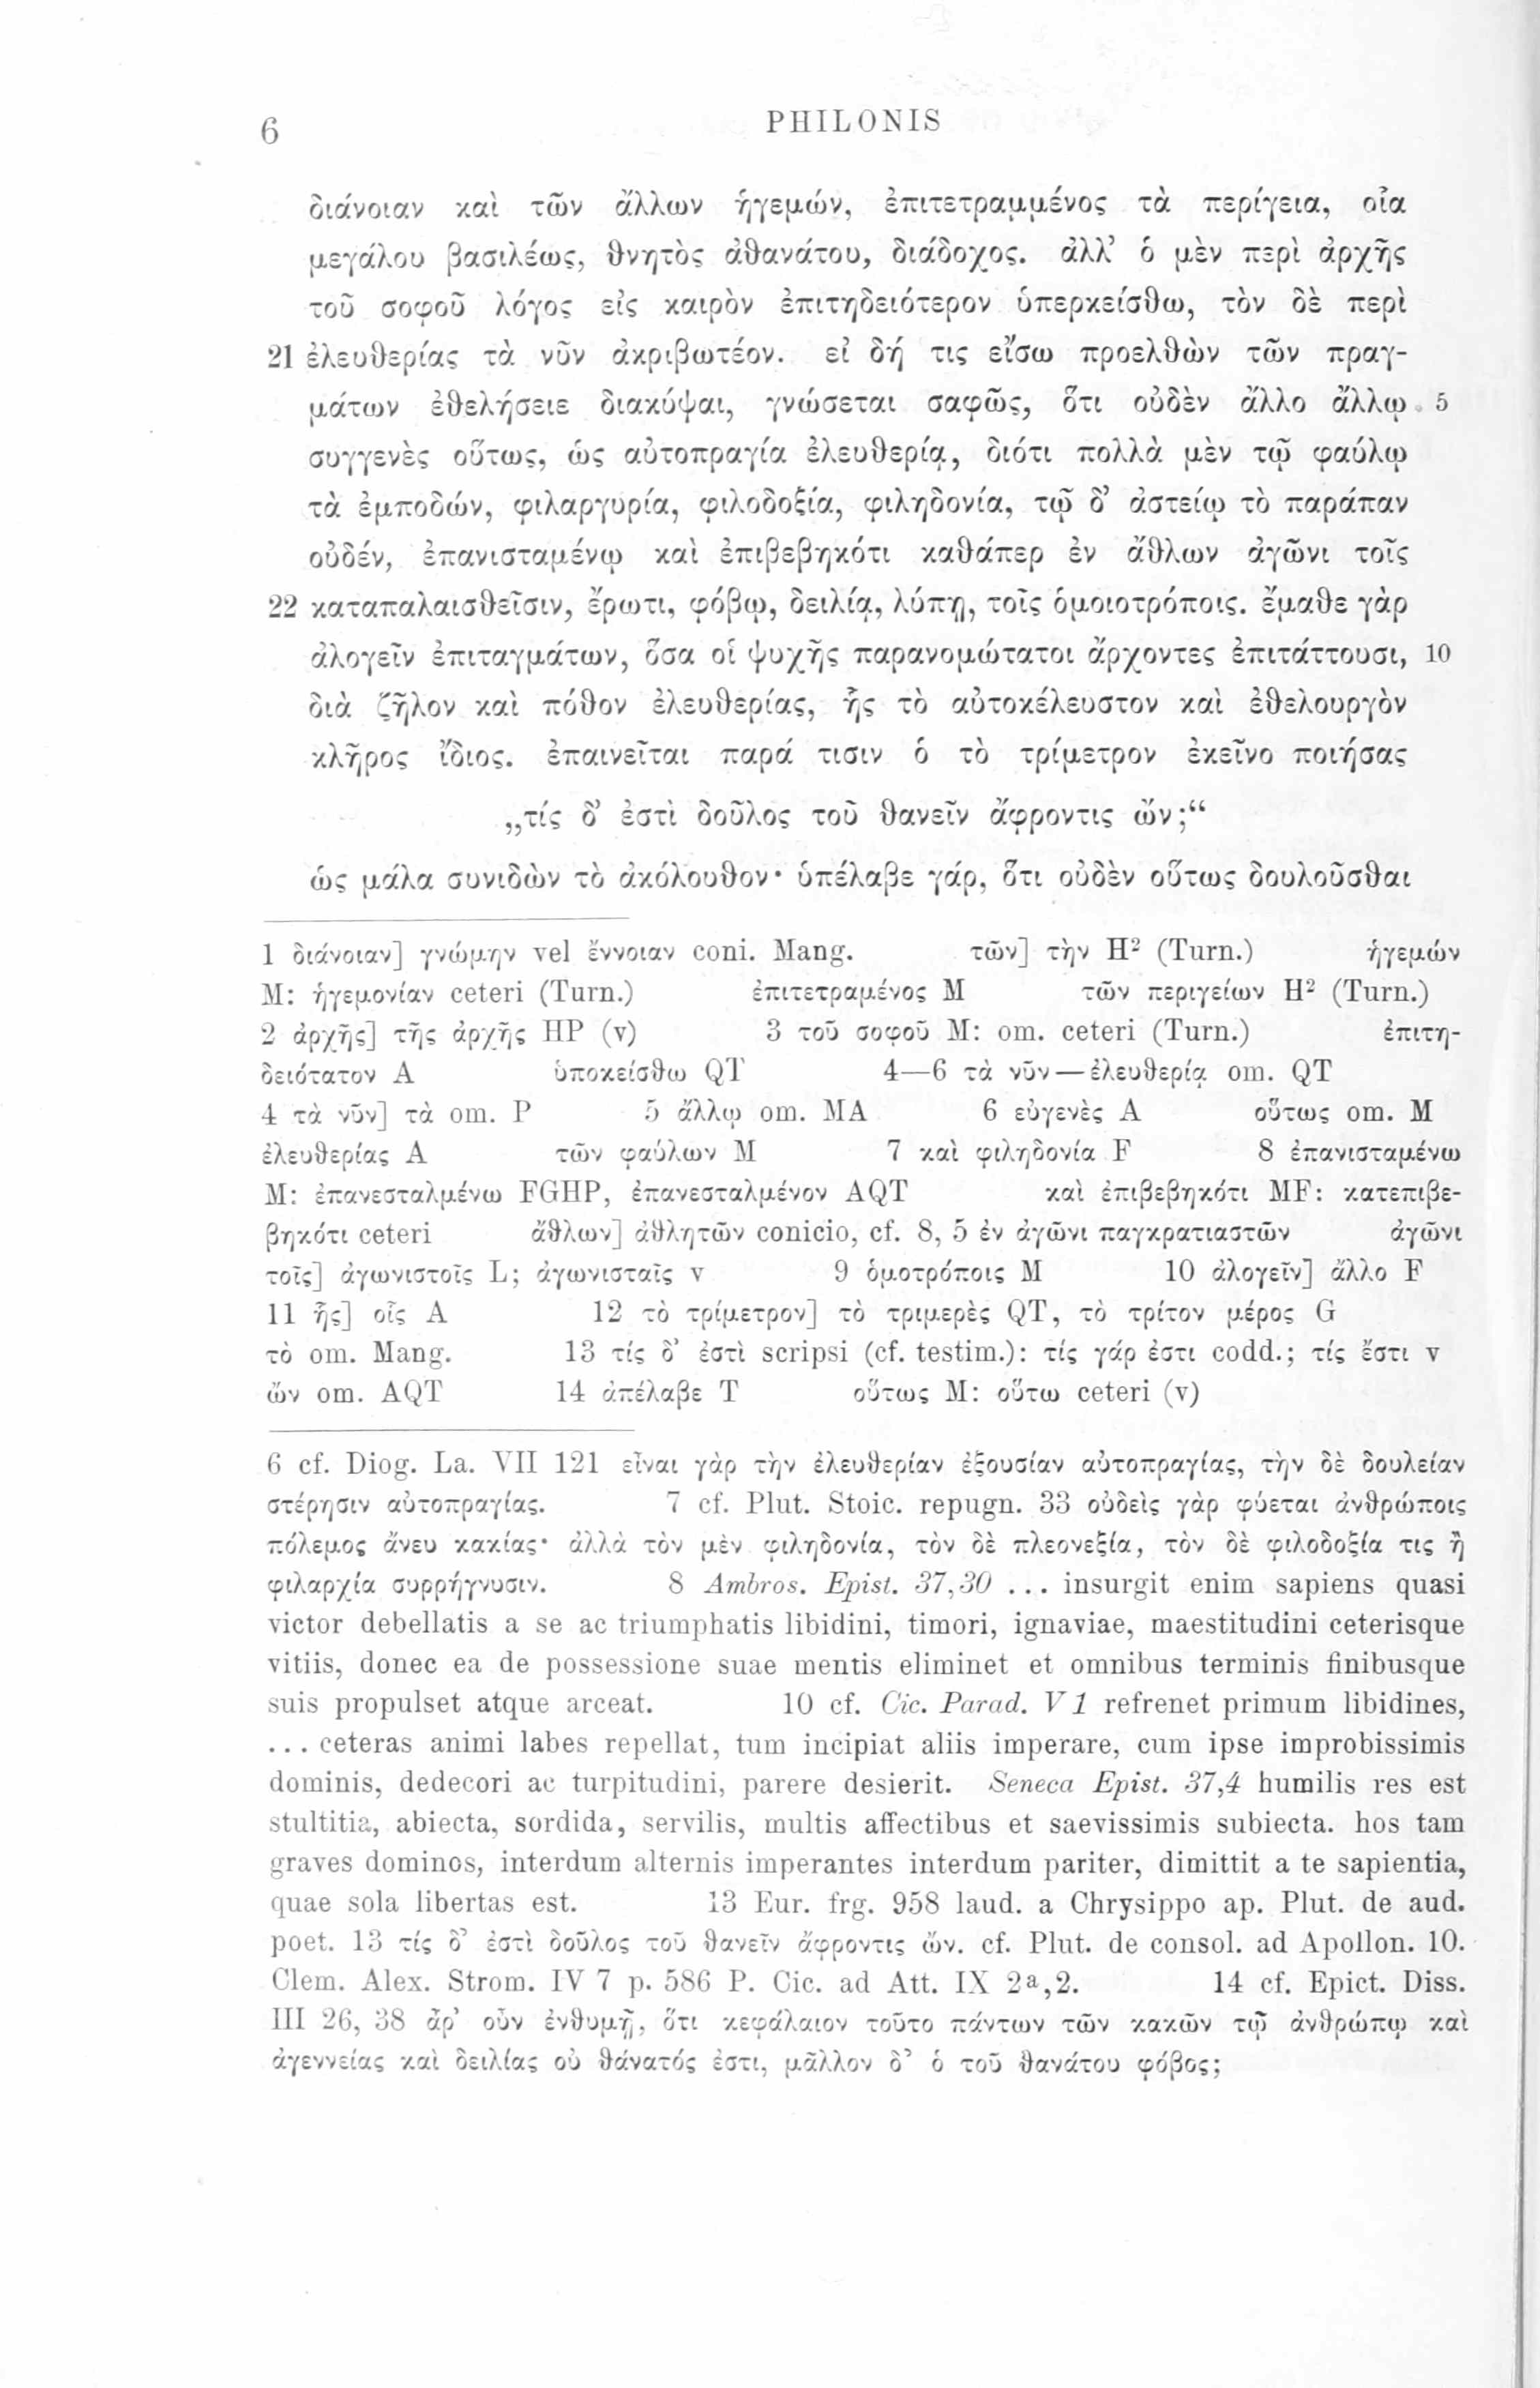 6 PHILONIS
διάνοιαν καὶ τῶν ἄλλων ἡγεμών, ἐπιτετραμμένος τὰ περίγεια, οἷα
μεγάλου βασιλέως, θνητὸς ἀθανάτου, διάδοχος. ἀλλ’ ὁ μὲν περὶ ἀρχῆς
τοῦ σοφοῦ λόγος εἰς καιρὸν ἐπιτηδειότερον ὑπερκείσθω, τὸν δὲ περὶ
21 ἐλευθερίας τὰ νῦν ἀκριβωτέον. εἰ δή τις εἴσω προελθὼν τῶν πραγ-
μάτων ἐθελήσειε διακύψαι, γνώσεται σαφῶς, ὅτι οὐδὲν ἄλλο ἄλλῳ 5
συγγενὲς οὕτως, ὡς αὐτοπραγία ἐλευθερίᾳ, διότι πολλὰ μὲν τῷ φαύλῳ
τὰ ἐμποδών, φιλαργυρία, φιλοδοξία, φιληδονία, τῷ δ’ ἀστείῳ τὸ παράπαν
οὐδέν, ἐπανισταμένῳ καὶ ἐπιβεβηκότι καθάπερ ἐν ἄθλων ἀγῶνι τοῖς
22 καταπαλαισθεῖσιν, ἔρωτι, φόβῳ, δειλίᾳ, λύπῃ, τοῖς ὁμοιοτρόποις. ἔμαθε γὰρ
ἀλογεῖν ἐπιταγμάτων, ὅσα οἱ ψυχῆς παρανομώτατοι ἄρχοντες ἐπιτάττουσι, 10
διὰ ζῆλον καὶ πόθον ἐλευθερίας, ἧς τὸ αὐτοκέλευστον καὶ ἐθελουργὸν
κλῆρος ἴδιος. ἐπαινεῖται παρά τισιν ὁ τὸ τρίμετρον ἐκεῖνο ποιήσας
„τίς δ’ ἐστὶ δοῦλος τοῦ θανεῖν ἄφροντις ὤν;“
ὡς μάλα συνιδὼν τὸ ἀκόλουθον· ὑπέλαβε γάρ, ὅτι οὐδὲν οὕτως δουλοῦσθαι
1 διάνοιαν] γνώμην vel ἔννοιαν coni. Mang. τῶν] τὴν H² (Turn.) ἡγεμών
M: ἡγεμονίαν ceteri (Turn.) ἐπιτετραμένος M τῶν περιγείων H² (Turn.)
2 ἀρχῆς] τῆς ἀρχῆς HP (v) 3 τοῦ σοφοῦ M: om. ceteri (Turn.) ἐπιτη-
δειότατον A ὑποκείσθω QT 4—6 τὰ νῦν — ἐλευθερίᾳ om. QT
4 τὰ νῦν] τὰ om. P 5 ἄλλῳ om. MA 6 εὐγενὲς A οὕτως om. M
ἐλευθερίας A τῶν φαύλων M 7 καὶ φιληδονία F 8 ἐπανισταμένω
M: ἐπανεσταλμένω FGHP, ἐπανεσταλμένον AQT καὶ ἐπιβεβηκότι MF: κατεπιβε-
βηκότι ceteri ἄθλων] ἀθλητῶν conicio, cf. 8, 5 ἐν ἀγῶνι παγκρατιαστῶν ἀγῶνι
τοῖς] ἀγωνιστοῖς L; ἀγωνισταῖς v 9 ὁμοτρόποις M 10 ἀλογεῖν] ἄλλο F
11 ἧς] οἷς A 12 τὸ τρίμετρον] τὸ τριμερὲς QT, τὸ τρίτον μέρος G
τὸ om. Mang. 13 τίς δ’ ἐστὶ scripsi (cf. testim.): τίς γάρ ἐστι codd.; τίς ἔστι v
ὤν om. AQT 14 ἀπέλαβε T οὕτως M: οὕτω ceteri (v)
6 cf. Diog. La. VII 121 εἶναι γὰρ τὴν ἐλευθερίαν ἐξουσίαν αὐτοπραγίας, τὴν δὲ δουλείαν
στέρησιν αὐτοπραγίας. 7 cf. Plut. Stoic. repugn. 33 οὐδεὶς γὰρ φύεται ἀνθρώποις
πόλεμος ἄνευ κακίας· ἀλλὰ τὸν μὲν φιληδονία, τὸν δὲ πλεονεξία, τὸν δὲ φιλοδοξία τις ἢ
φιλαρχία συρρήγνυσιν. 8 Ambros. Epist. 37,30 ... insurgit enim sapiens quasi
victor debellatis a se ac triumphatis libidini, timori, ignaviae, maestitudini ceterisque
vitiis, donec ea de possessione suae mentis eliminet et omnibus terminis finibusque
suis propulset atque arceat. 10 cf. Cic. Parad. V 1 refrenet primum libidines,
... ceteras animi labes repellat, tum incipiat aliis imperare, cum ipse improbissimis
dominis, dedecori ac turpitudini, parere desierit. Seneca Epist. 37,4 humilis res est
stultitia, abiecta, sordida, servilis, multis affectibus et saevissimis subiecta. hos tam
graves dominos, interdum alternis imperantes interdum pariter, dimittit a te sapientia,
quae sola libertas est. 13 Eur. frg. 958 laud. a Chrysippo ap. Plut. de aud.
poet. 13 τίς δ’ ἐστὶ δοῦλος τοῦ θανεῖν ἄφροντις ὤν. cf. Plut. de consol. ad Apollon. 10.
Clem. Alex. Strom. IV 7 p. 586 P. Cic. ad Att. IX 2ᵃ,2. 14 cf. Epict. Diss.
III 26, 38 ἆρ’ οὖν ἐνθυμῇ, ὅτι κεφάλαιον τοῦτο πάντων τῶν κακῶν τῷ ἀνθρώπῳ καὶ
ἀγεννείας καὶ δειλίας οὐ θάνατός ἐστι, μᾶλλον δ’ ὁ τοῦ θανάτου φόβος;